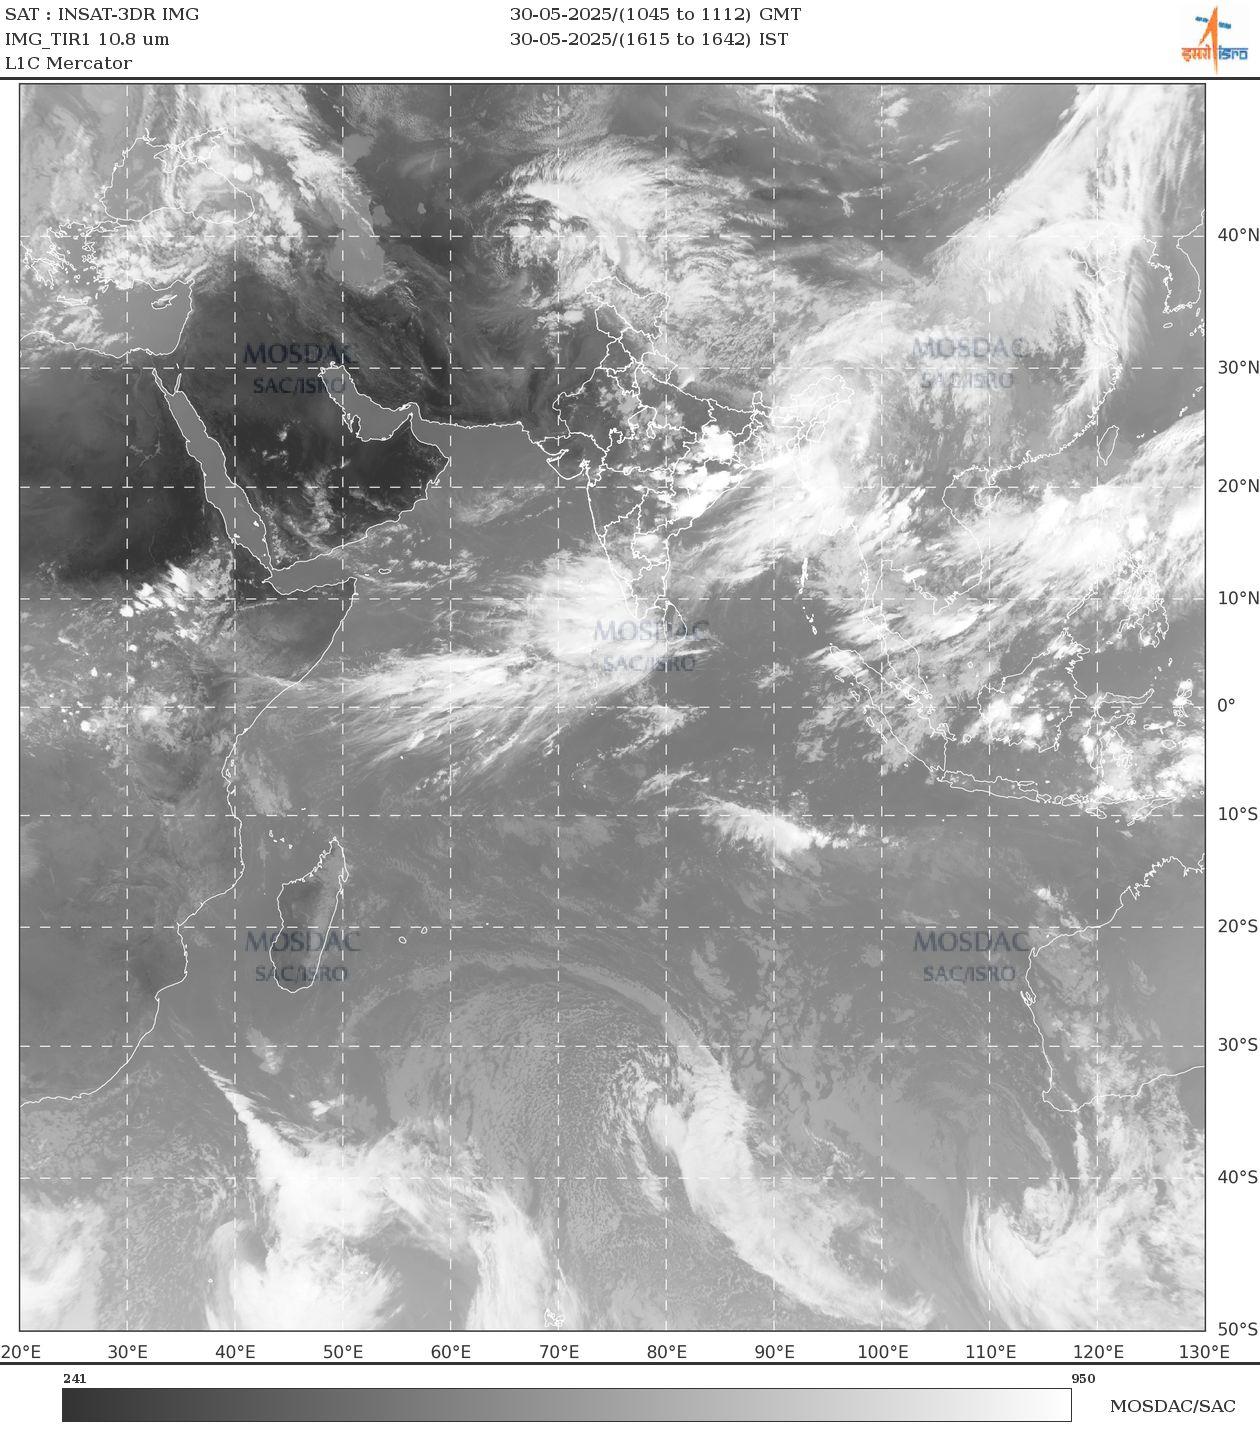 SAT : INSAT-3DR IMG
30-05-2025/(1045 to 1112) GMT
IMG_TIR1 10.8 um
30-05-2025/(1615 to 1642) IST
L1C Mercator
इसरो isro
40°N
MOSDAC
SAC/ISRO
MOSDAC
SAC/ISRO
30°N
20°N
10°N
MOSDAC
SAC/ISRO
0°
10°S
20°S
MOSDAC
SAC/ISRO
MOSDAC
SAC/ISRO
30°S
40°S
50°S
20°E 30°E 40°E 50°E 60°E 70°E 80°E 90°E 100°E 110°E 120°E 130°E
241
950
MOSDAC/SAC